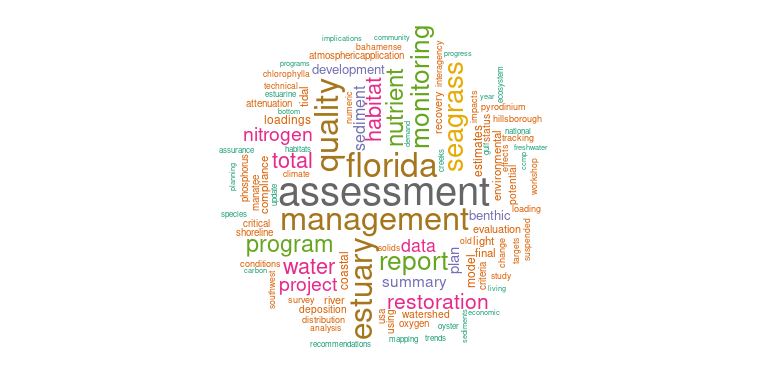 implications
community
bahamense
atmospheric
application
progress
programs
chlorophylla
development
monitoring
interagency
technical
estuarine
tidal
quality
numeric
sediment
habitat
nutrient
seagrass
recovery
impacts
year
ecosystem
pyrodinium
attenuation
bottom
loadings
demand
hillsborough
nitrogen
status
gulf
national
tracking
assurance
habitats
total
florida
creeks
estimates
environmental
effects
freshwater
ccmp
workshop
planning
phosphorus
manatee
compliance
update
climate
assessment
potential
species
critical
shoreline
management
benthic
loading
evaluation
program
estuary
solids
data
old
light
change
targets
suspended
conditions
carbon
water
coastal
report
plan
final
model
criteria
study
southwest
project
summary
living
survey
river
restoration
deposition
distribution
analysis
usa
using
watershed
oxygen
oyster
sediments
economic
recommendations
mapping
trends